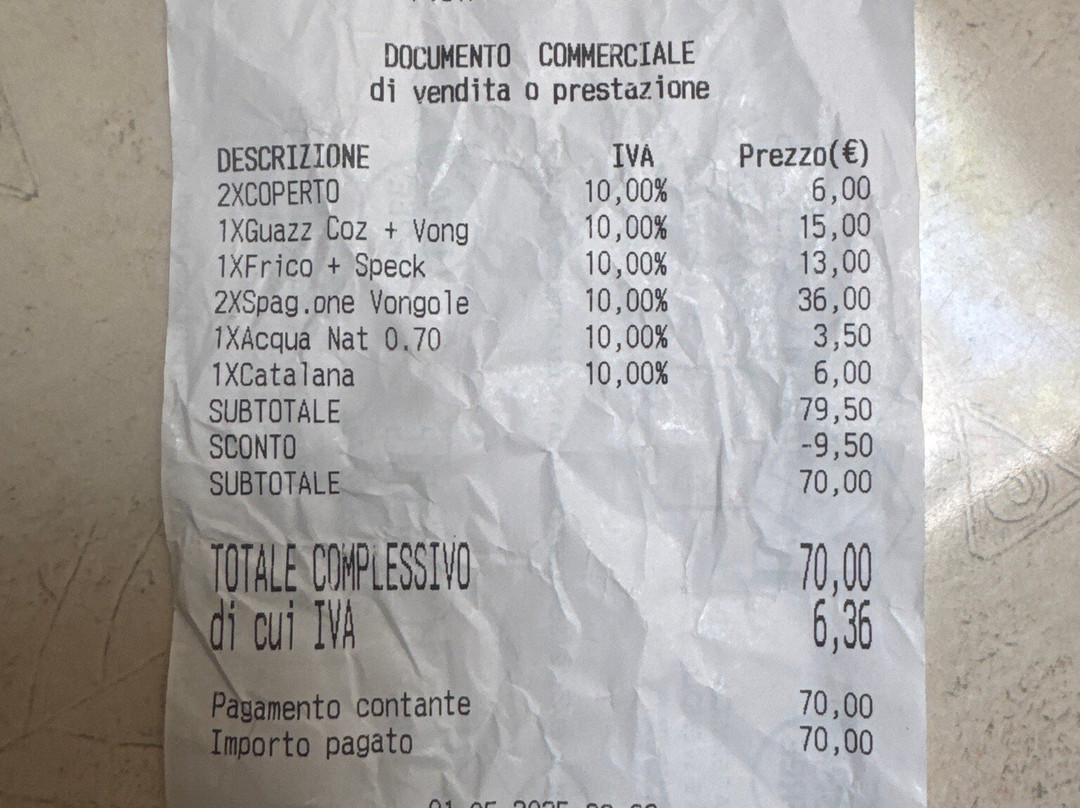 DOCUMENTO COMMERCIALE
di vendita o prestazione
DESCRIZIONE IVA Prezzo(€)
2XCOPERTO 10,00% 6,00
1XGuazz Coz + Vong 10,00% 15,00
1XFrico + Speck 10,00% 13,00
2XSpag.one Vongole 10,00% 36,00
1XAcqua Nat 0.70 10,00% 3,50
1XCatalana 10,00% 6,00
SUBTOTALE 79,50
SCONTO -9,50
SUBTOTALE 70,00
TOTALE COMPLESSIVO 70,00
di cui IVA 6,36
Pagamento contante 70,00
Importo pagato 70,00